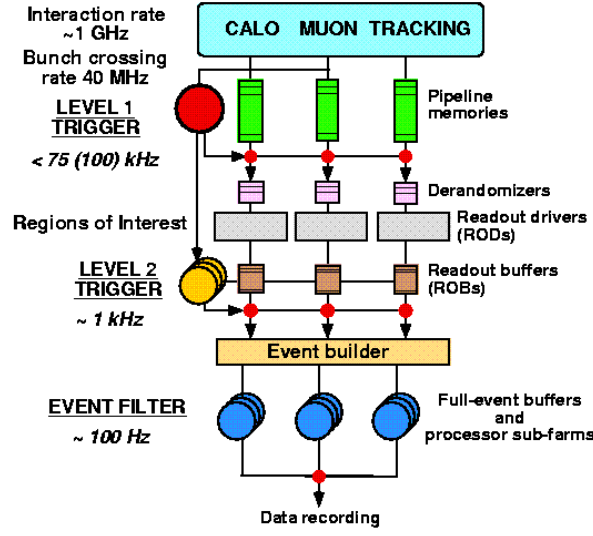 Interaction rate
~1 GHz
CALO MUON TRACKING
Bunch crossing
rate 40 MHz
LEVEL 1
TRIGGER
< 75 (100) kHz
Pipeline
memories
Derandomizers
Regions of Interest
Readout drivers
(RODs)
LEVEL 2
TRIGGER
~ 1 kHz
Readout buffers
(ROBs)
Event builder
EVENT FILTER
~ 100 Hz
Full-event buffers
and
processor sub-farms
Data recording